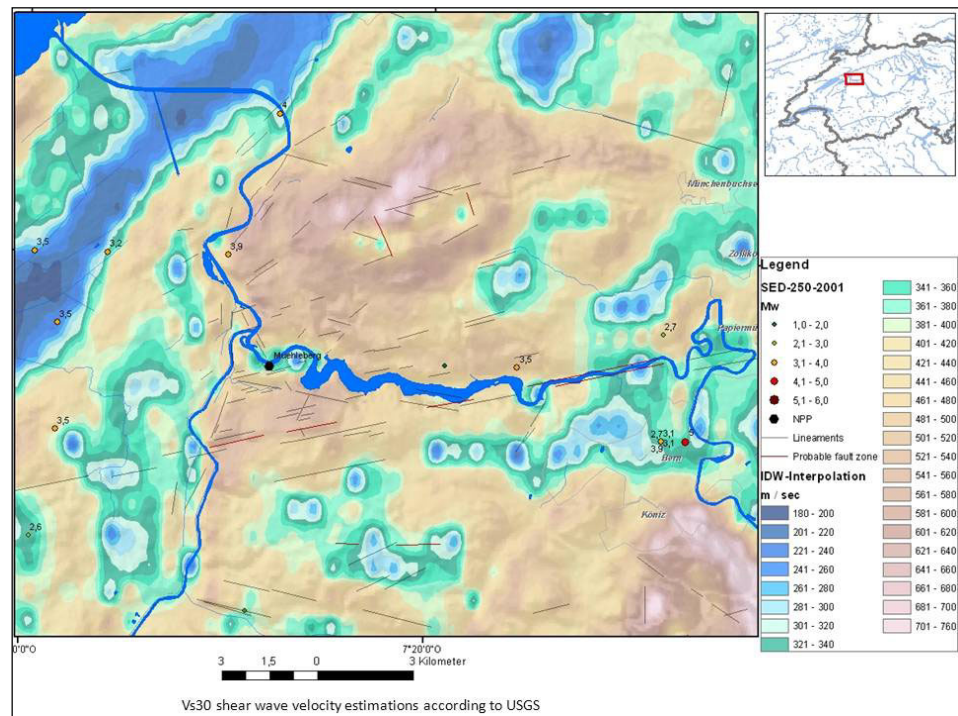 4
Münchenbuchse
3,5
3,2
3,9
Zolliko
3,5
Papiermü
2,7
Muehleberg
3,5
3,5
2,7 3,1
5
3,9 3,1
Bern
Köniz
2,6
0'0"O
7°20'0"O
3 1,5 0 3 Kilometer
Vs30 shear wave velocity estimations according to USGS
Legend
SED-250-2001
Mw
1,0 - 2,0
2,1 - 3,0
3,1 - 4,0
4,1 - 5,0
5,1 - 6,0
NPP
Lineaments
Probable fault zone
IDW-Interpolation
m / sec
180 - 200
201 - 220
221 - 240
241 - 260
261 - 280
281 - 300
301 - 320
321 - 340
341 - 360
361 - 380
381 - 400
401 - 420
421 - 440
441 - 460
461 - 480
481 - 500
501 - 520
521 - 540
541 - 560
561 - 580
581 - 600
601 - 620
621 - 640
641 - 660
661 - 680
681 - 700
701 - 760